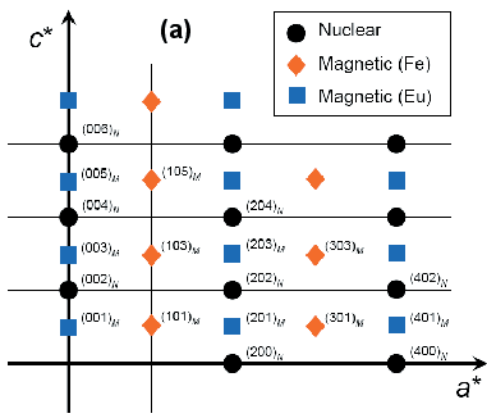 c*
(a)
Nuclear
Magnetic (Fe)
Magnetic (Eu)
(006)N
(005)M
(105)M
(004)N
(204)N
(003)M
(103)M
(203)M
(303)M
(002)N
(202)N
(402)N
(001)M
(101)M
(201)M
(301)M
(401)M
(200)N
(400)N
a*